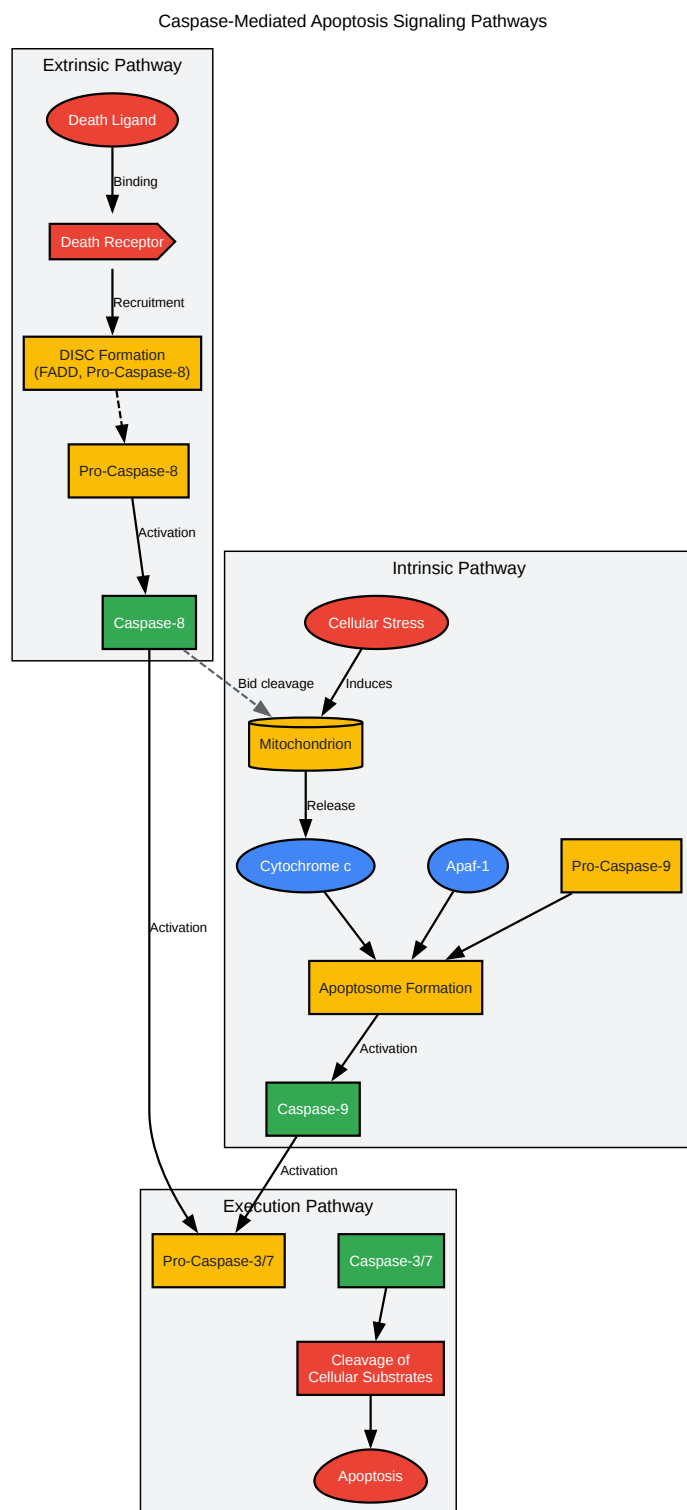 Caspase-Mediated Apoptosis Signaling Pathways
Extrinsic Pathway
Death Ligand
Binding
Death Receptor
Recruitment
DISC Formation
(FADD, Pro-Caspase-8)
Pro-Caspase-8
Activation
Caspase-8
Intrinsic Pathway
Cellular Stress
Bid cleavage
Induces
Mitochondrion
Release
Cytochrome c
Apaf-1
Pro-Caspase-9
Activation
Apoptosome Formation
Activation
Caspase-9
Activation
Execution Pathway
Pro-Caspase-3/7
Caspase-3/7
Cleavage of
Cellular Substrates
Apoptosis